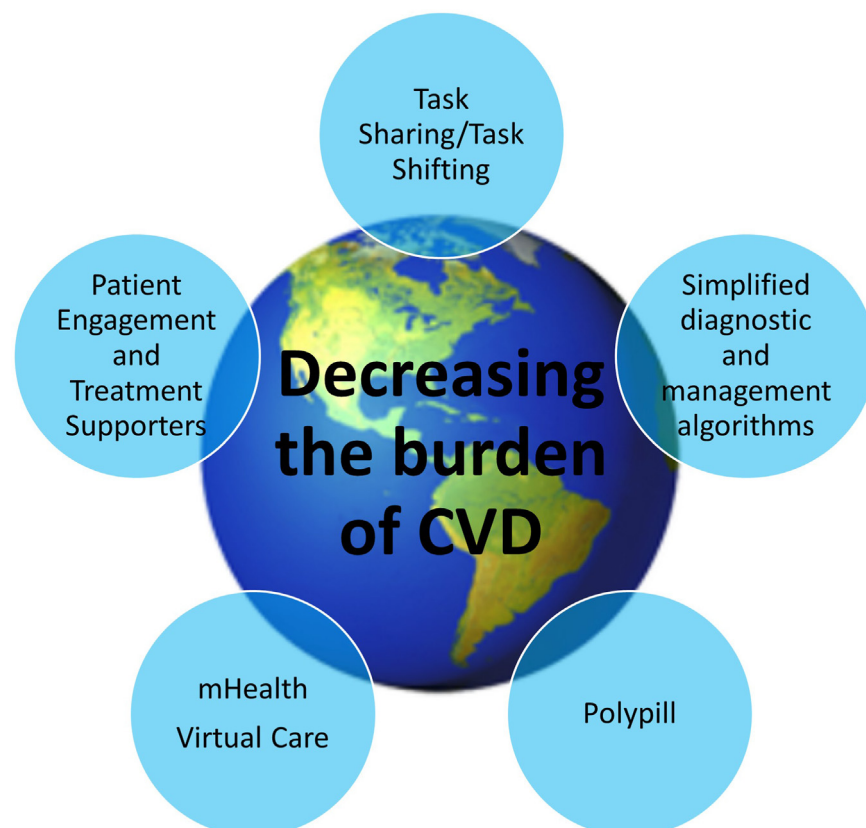 Task
Sharing/Task
Shifting
Patient
Engagement
and
Treatment
Supporters
Simplified
diagnostic
and
management
algorithms
Decreasing
the burden
of CVD
mHealth
Virtual Care
Polypill